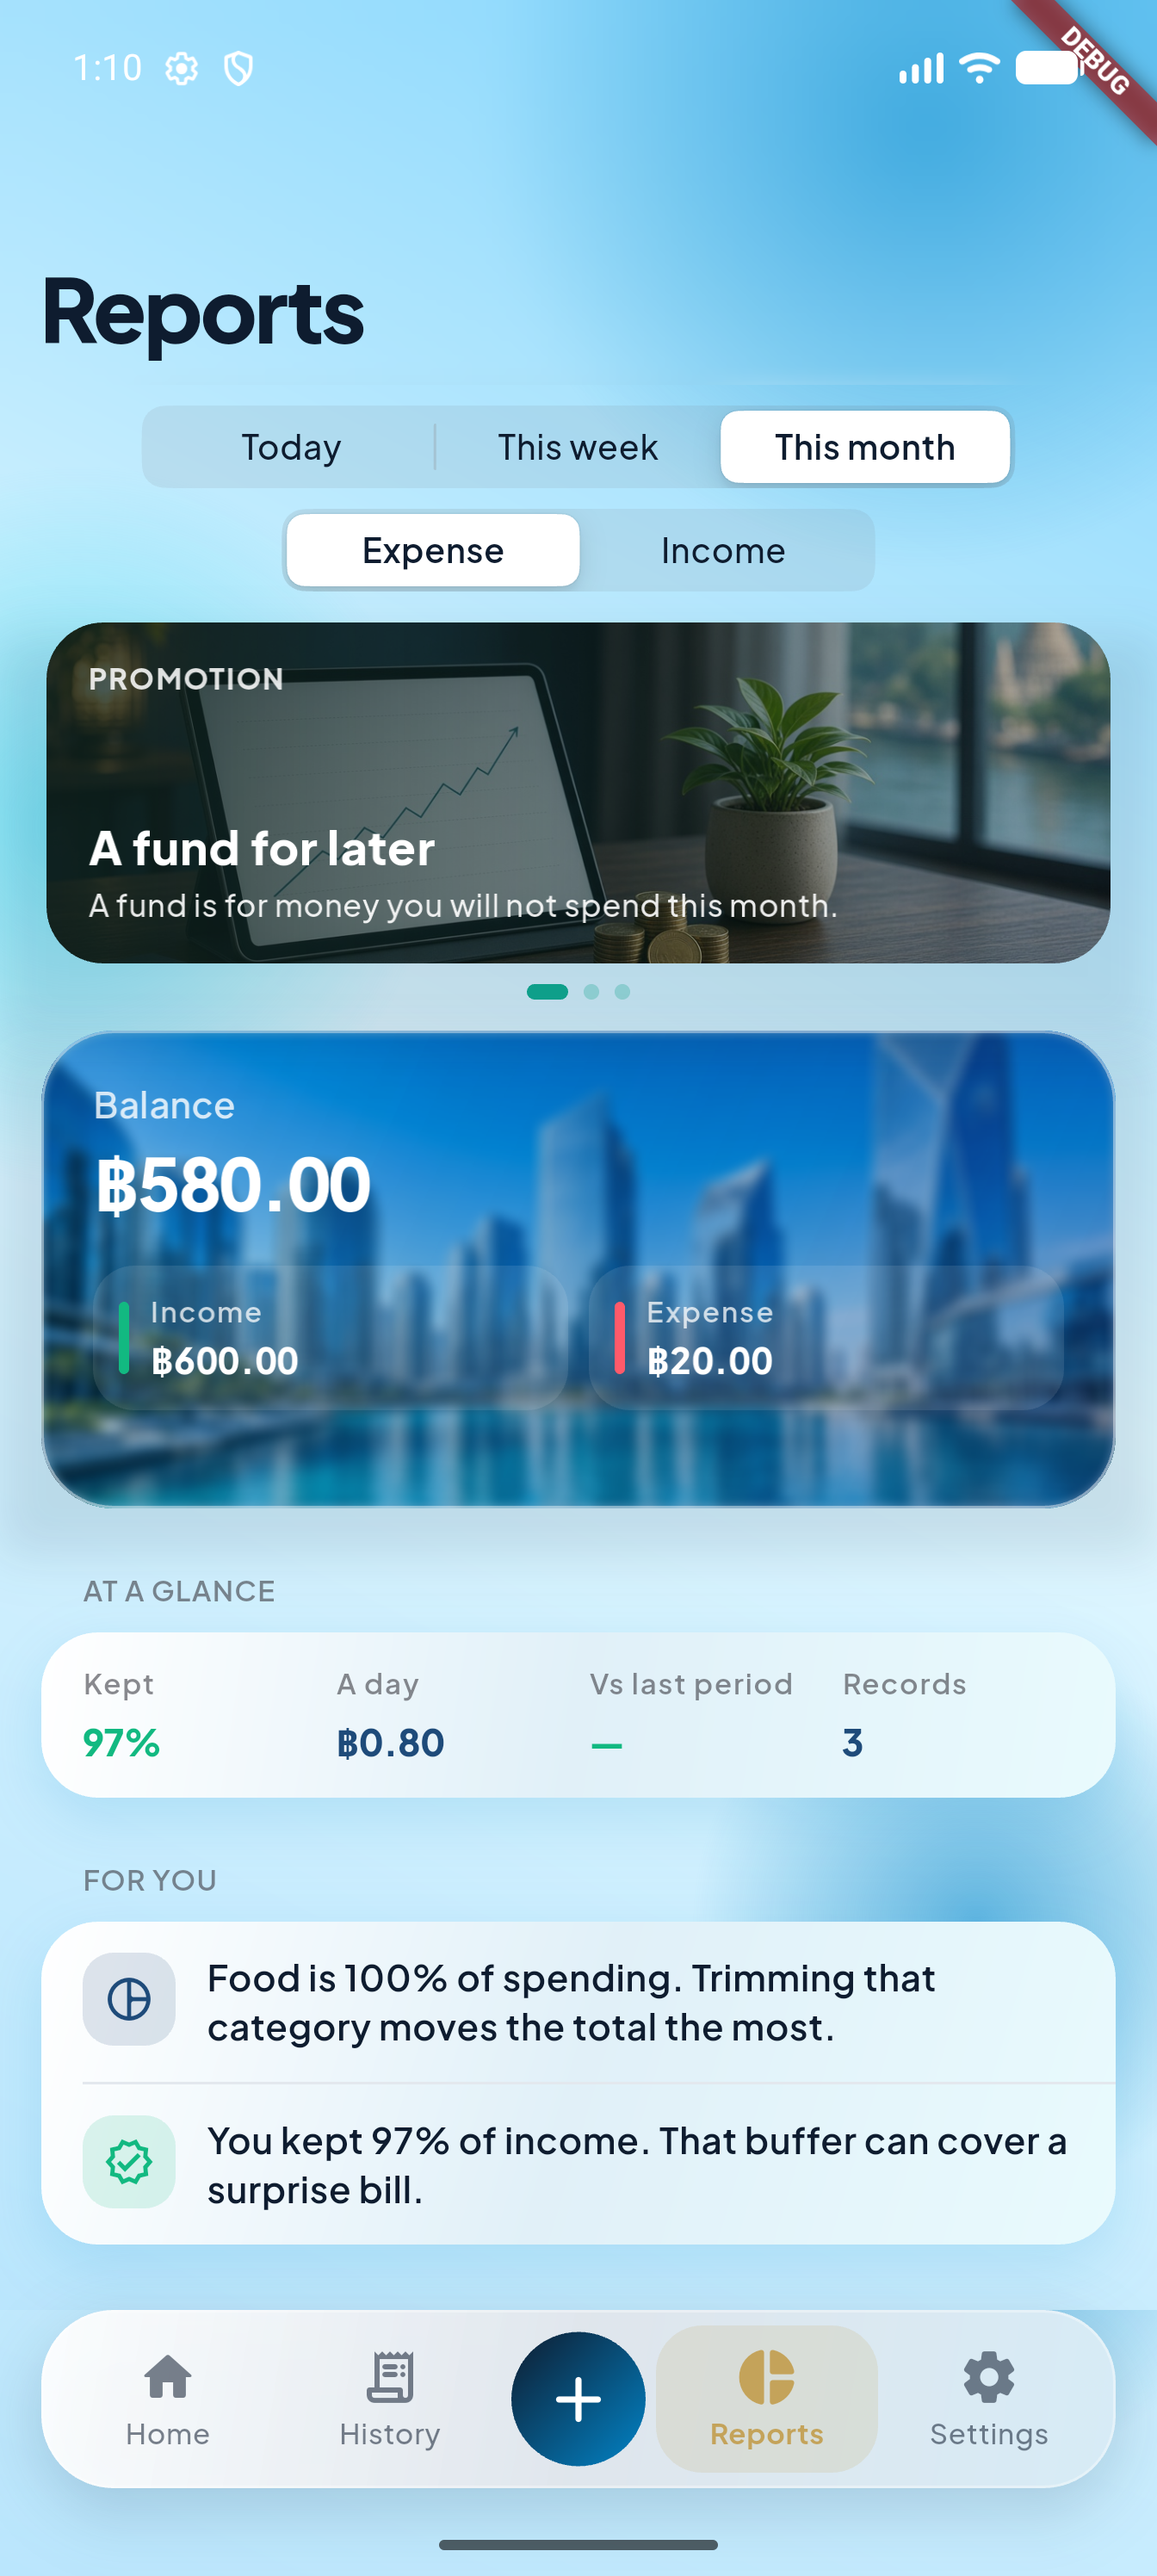 1:10
DEBUG
Reports
Today
This week
This month
Expense
Income
PROMOTION
A fund for later
A fund is for money you will not spend this month.
Balance
฿580.00
Income
฿600.00
Expense
฿20.00
AT A GLANCE
Kept
97%
A day
฿0.80
Vs last period
—
Records
3
FOR YOU
Food is 100% of spending. Trimming that
category moves the total the most.
You kept 97% of income. That buffer can cover a
surprise bill.
Home
History
Reports
Settings